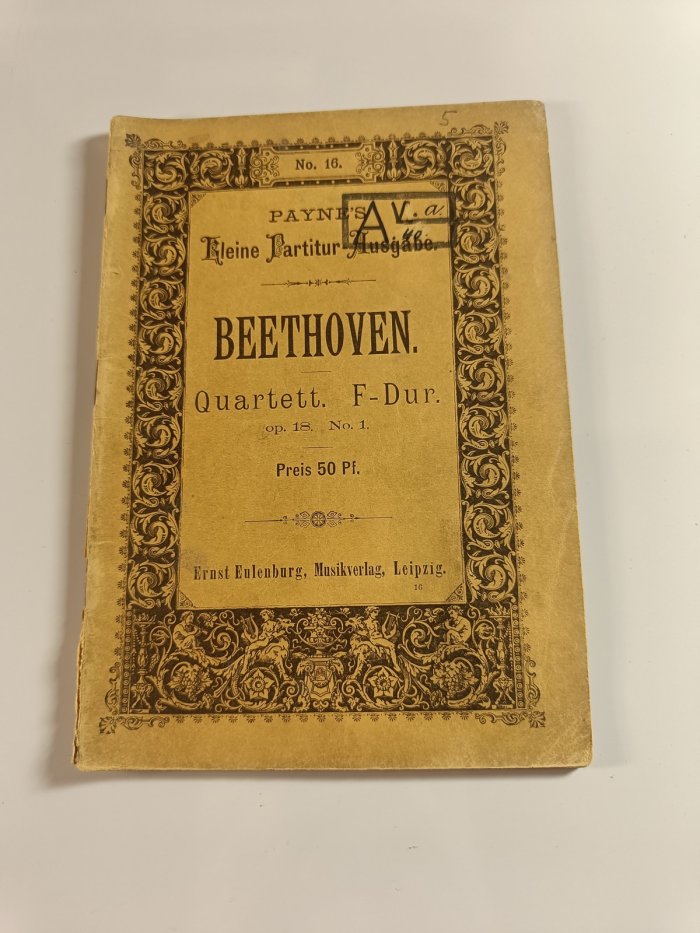 5
No. 16.
PAYNE'S
A V. a.
Kleine Partitur Ausgabe.
BEETHOVEN.
Quartett. F-Dur.
op. 18. No. 1.
Preis 50 Pf.
Ernst Eulenburg, Musikverlag, Leipzig.
16